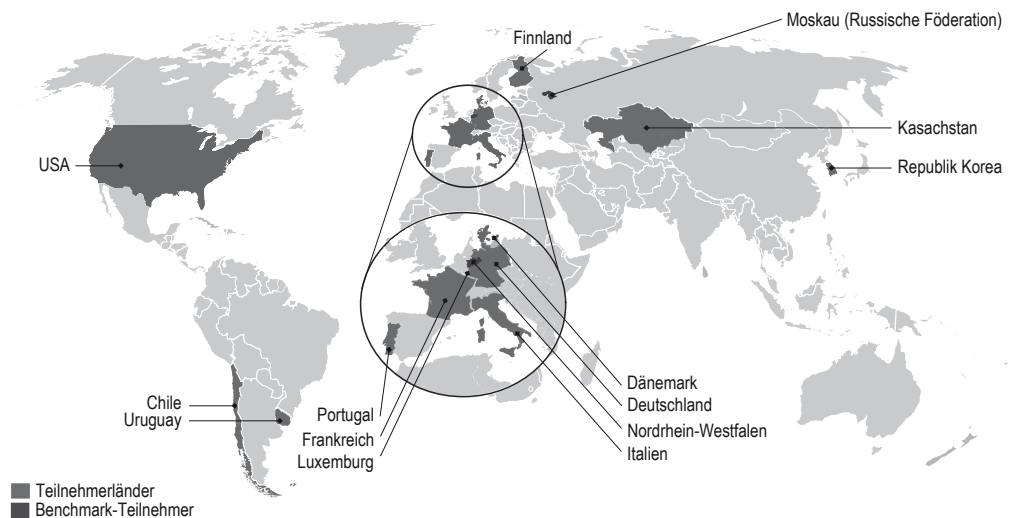 Moskau (Russische Föderation)
Finnland
Kasachstan
USA
Republik Korea
Dänemark
Deutschland
Nordrhein-Westfalen
Italien
Chile
Uruguay
Portugal
Frankreich
Luxemburg
Teilnehmerländer
Benchmark-Teilnehmer